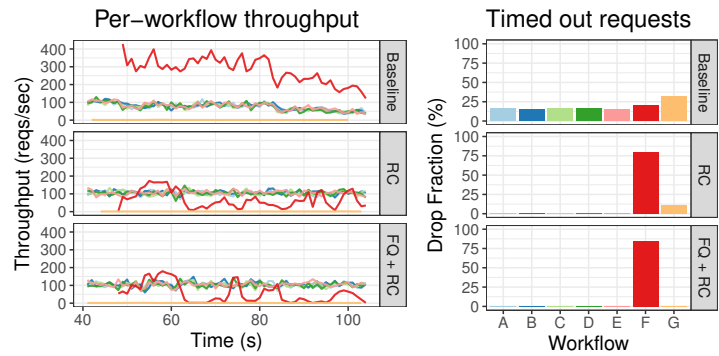 Per-workflow throughput
Throughput (reqs/sec)
400
300
200
100
0
Baseline
400
300
200
100
0
RC
400
300
200
100
0
FQ + RC
40 60 80 100
Time (s)
Timed out requests
Drop Fraction (%)
100
75
50
25
0
Baseline
100
75
50
25
0
RC
100
75
50
25
0
FQ + RC
A B C D E F G
Workflow